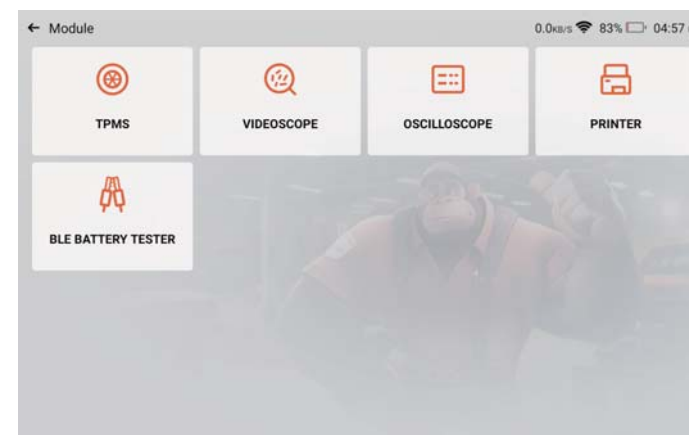 Module
0.0KB/S 83% 04:57
TPMS
VIDEOSCOPE
OSCILLOSCOPE
PRINTER
BLE BATTERY TESTER